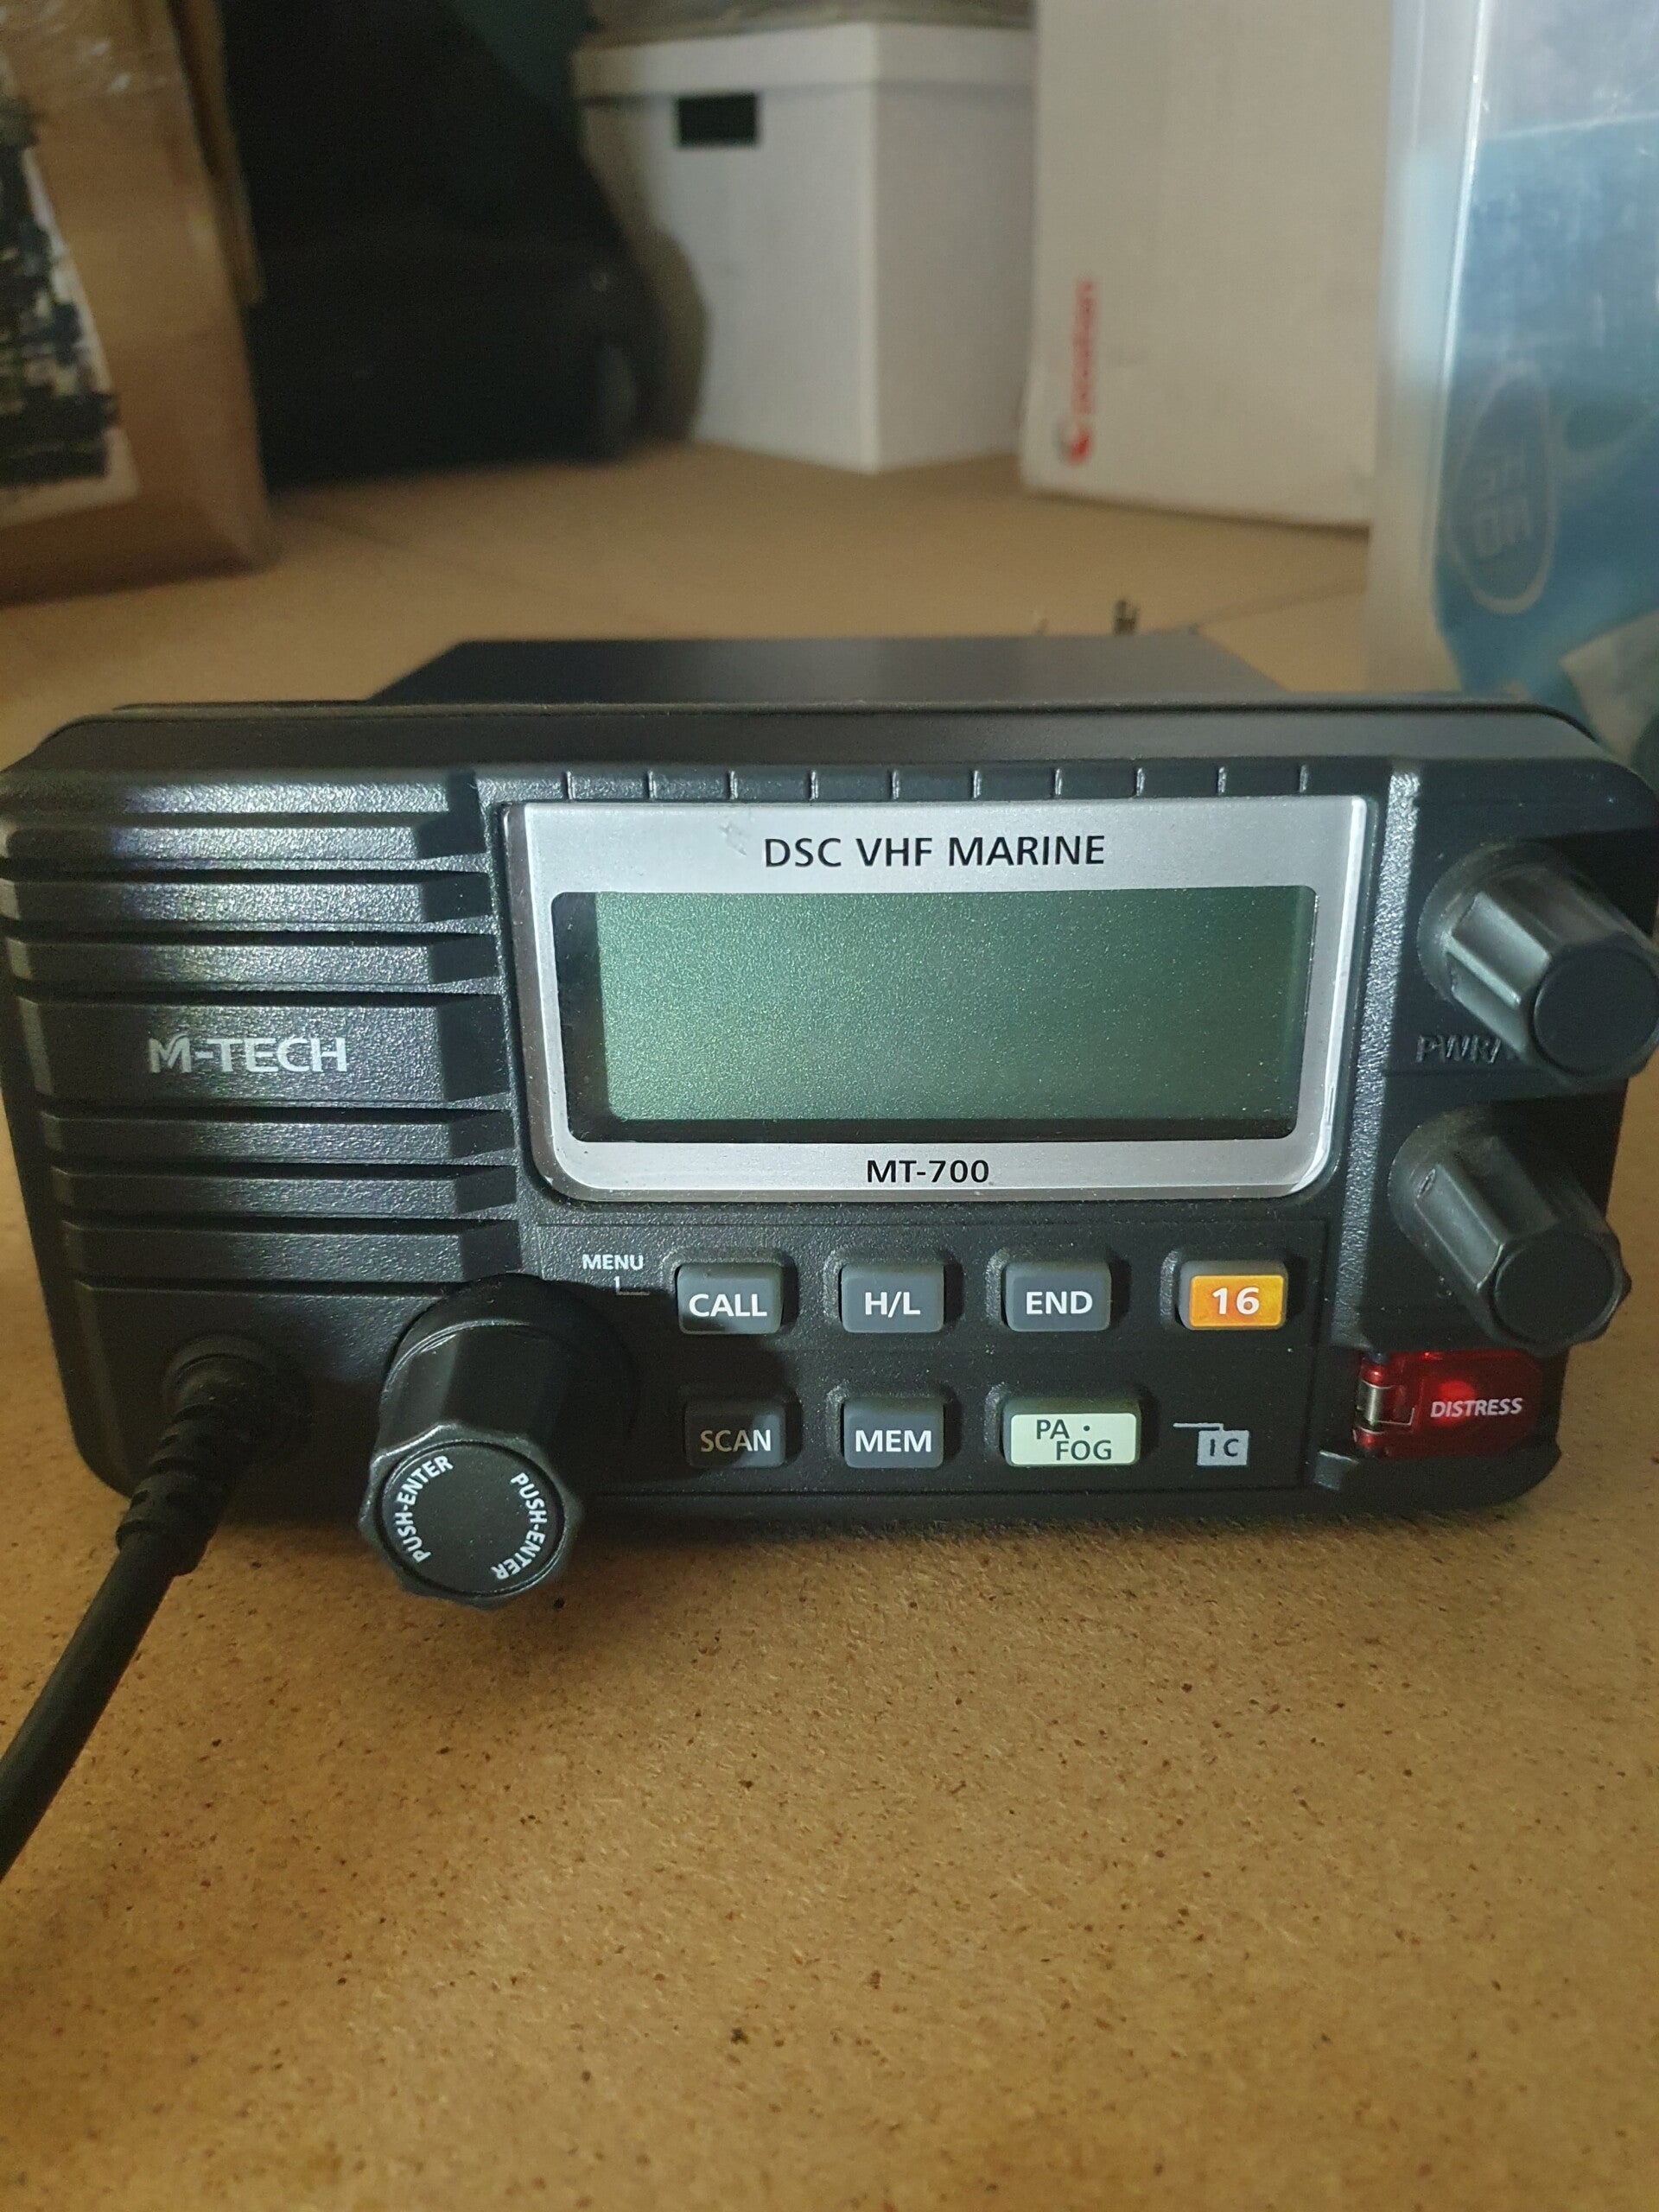 DSC VHF MARINE
M-TECH
PWR/
MT-700
MENU
CALL
H/L
END
16
SCAN
MEM
PA •
FOG
IC
DISTRESS
PUSH-ENTER
PUSH-ENTER